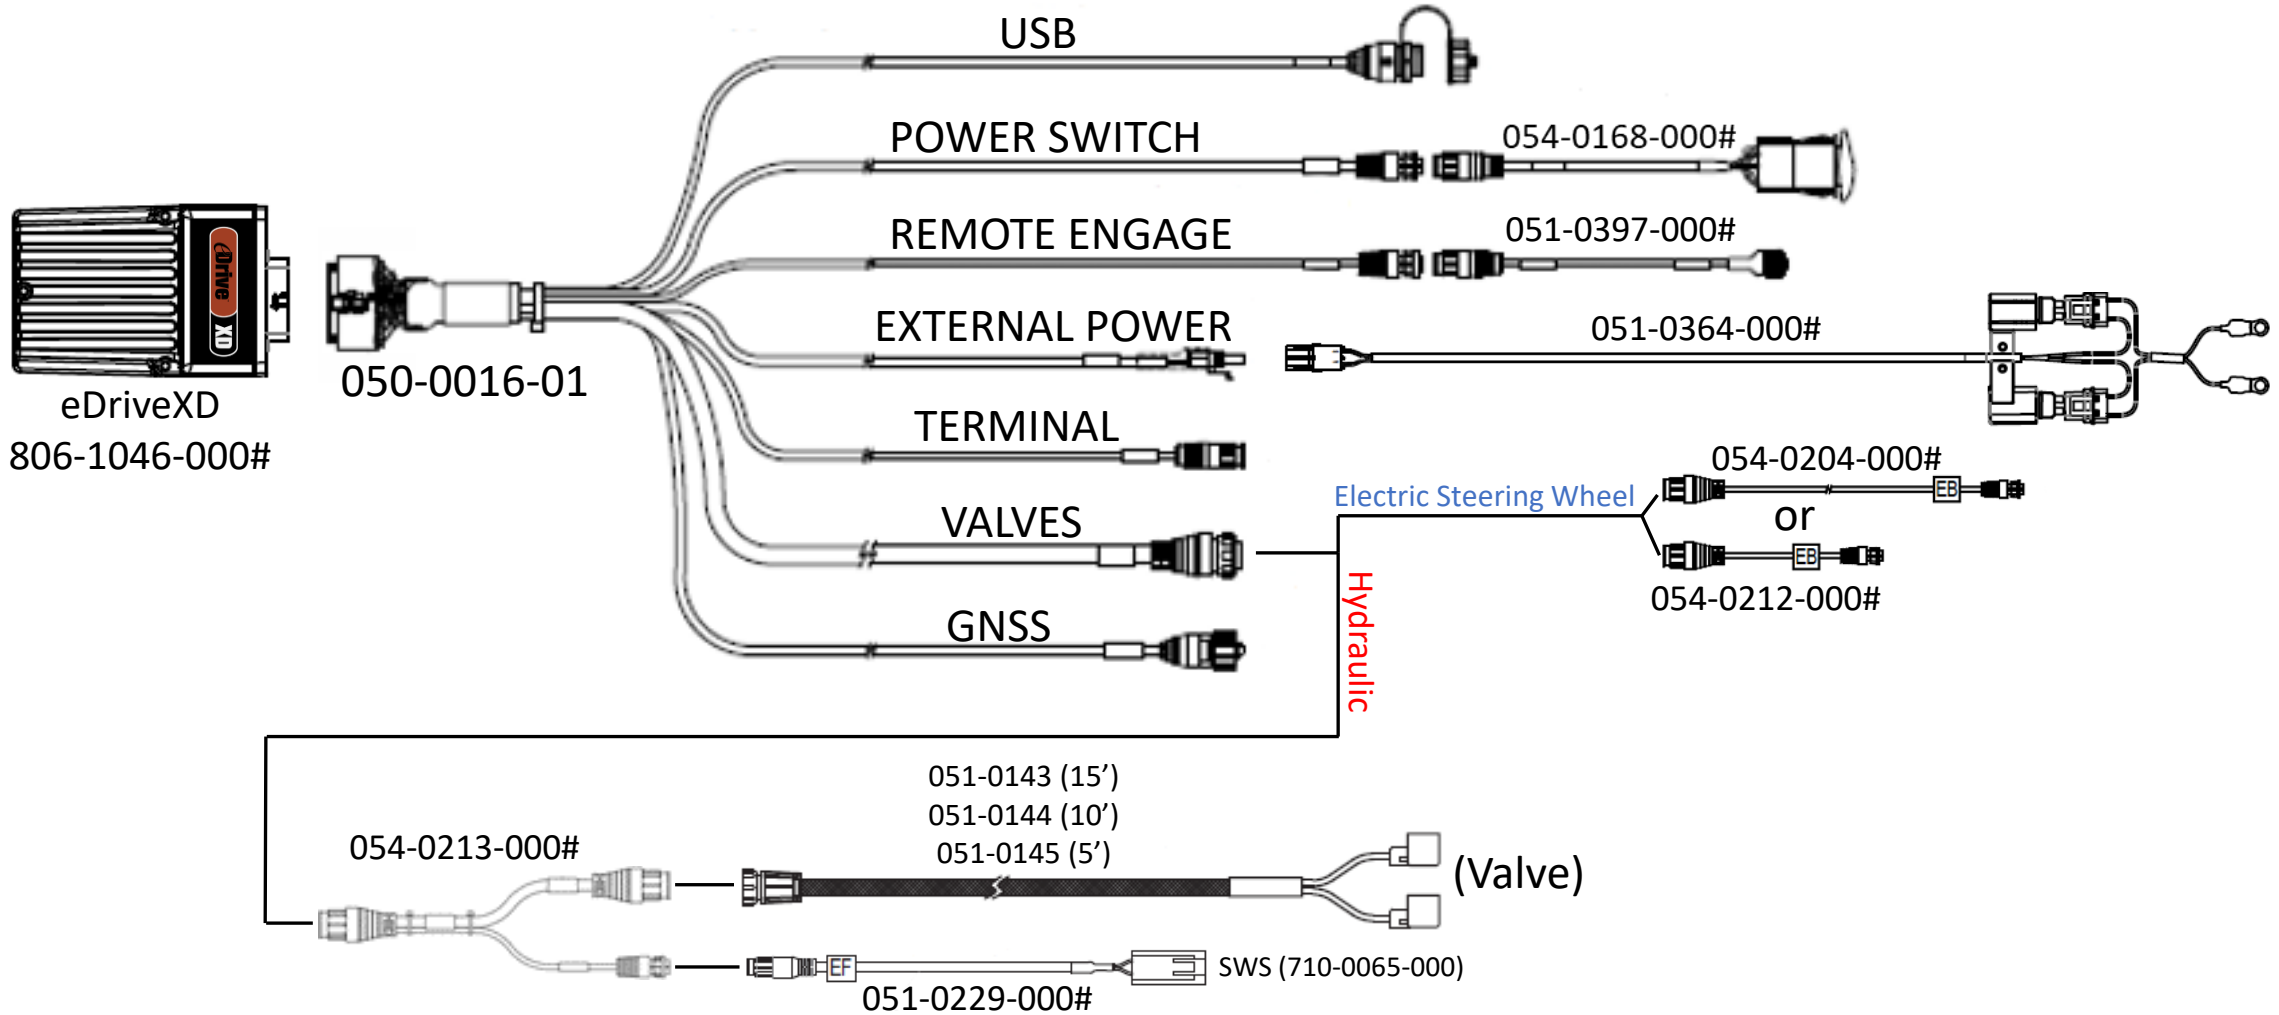 USB
POWER SWITCH
054-0168-000#
REMOTE ENGAGE
051-0397-000#
eDrive XD
EXTERNAL POWER
051-0364-000#
050-0016-01
eDriveXD
806-1046-000#
TERMINAL
054-0204-000#
Electric Steering Wheel
EB
or
VALVES
EB
054-0212-000#
Hydraulic
GNSS
051-0143 (15’)
051-0144 (10’)
051-0145 (5’)
054-0213-000#
(Valve)
EF
SWS (710-0065-000)
051-0229-000#